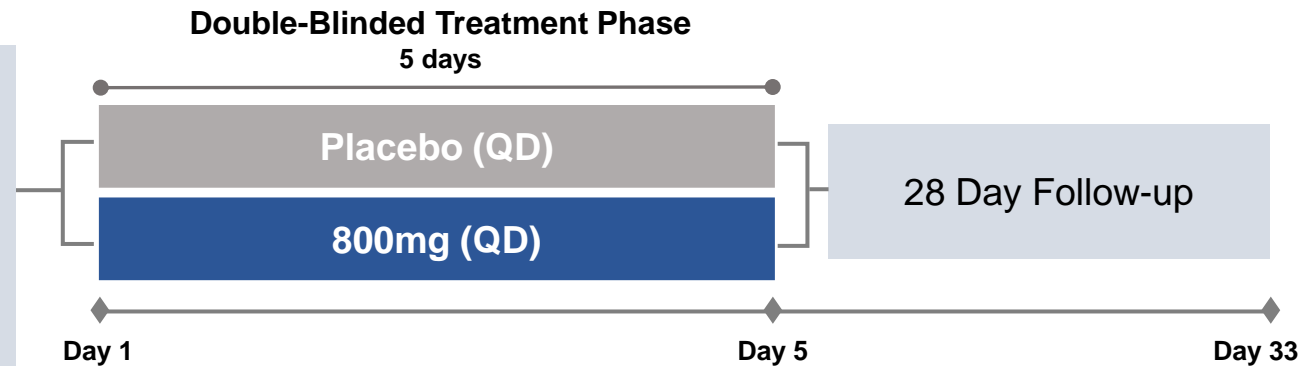 Double-Blinded Treatment Phase
5 days
Placebo (QD)
800mg (QD)
28 Day Follow-up
Day 1
Day 5
Day 33